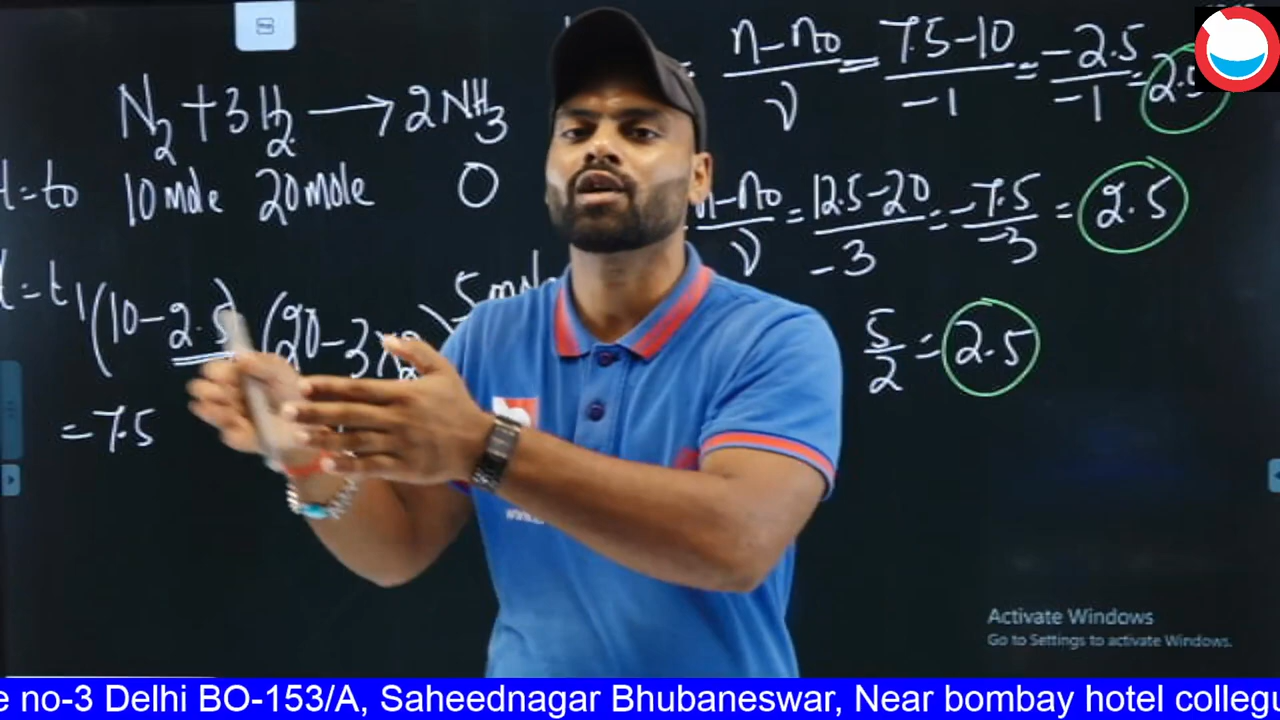 N₂ + 3H₂ → 2NH₃
t=t₀ 10 mole 20 mole 0
t=t₁ (10-2.5) (20-3×2
5
=7.5
= n-n₀/ν = 7.5-10/-1 = -2.5/-1 = 2.5
n-n₀/ν = 12.5-20/-3 = -7.5/-3 = 2.5
5/2 = 2.5
Activate Windows
Go to Settings to activate Windows.
no-3 Delhi BO-153/A, Saheednagar Bhubaneswar, Near bombay hotel